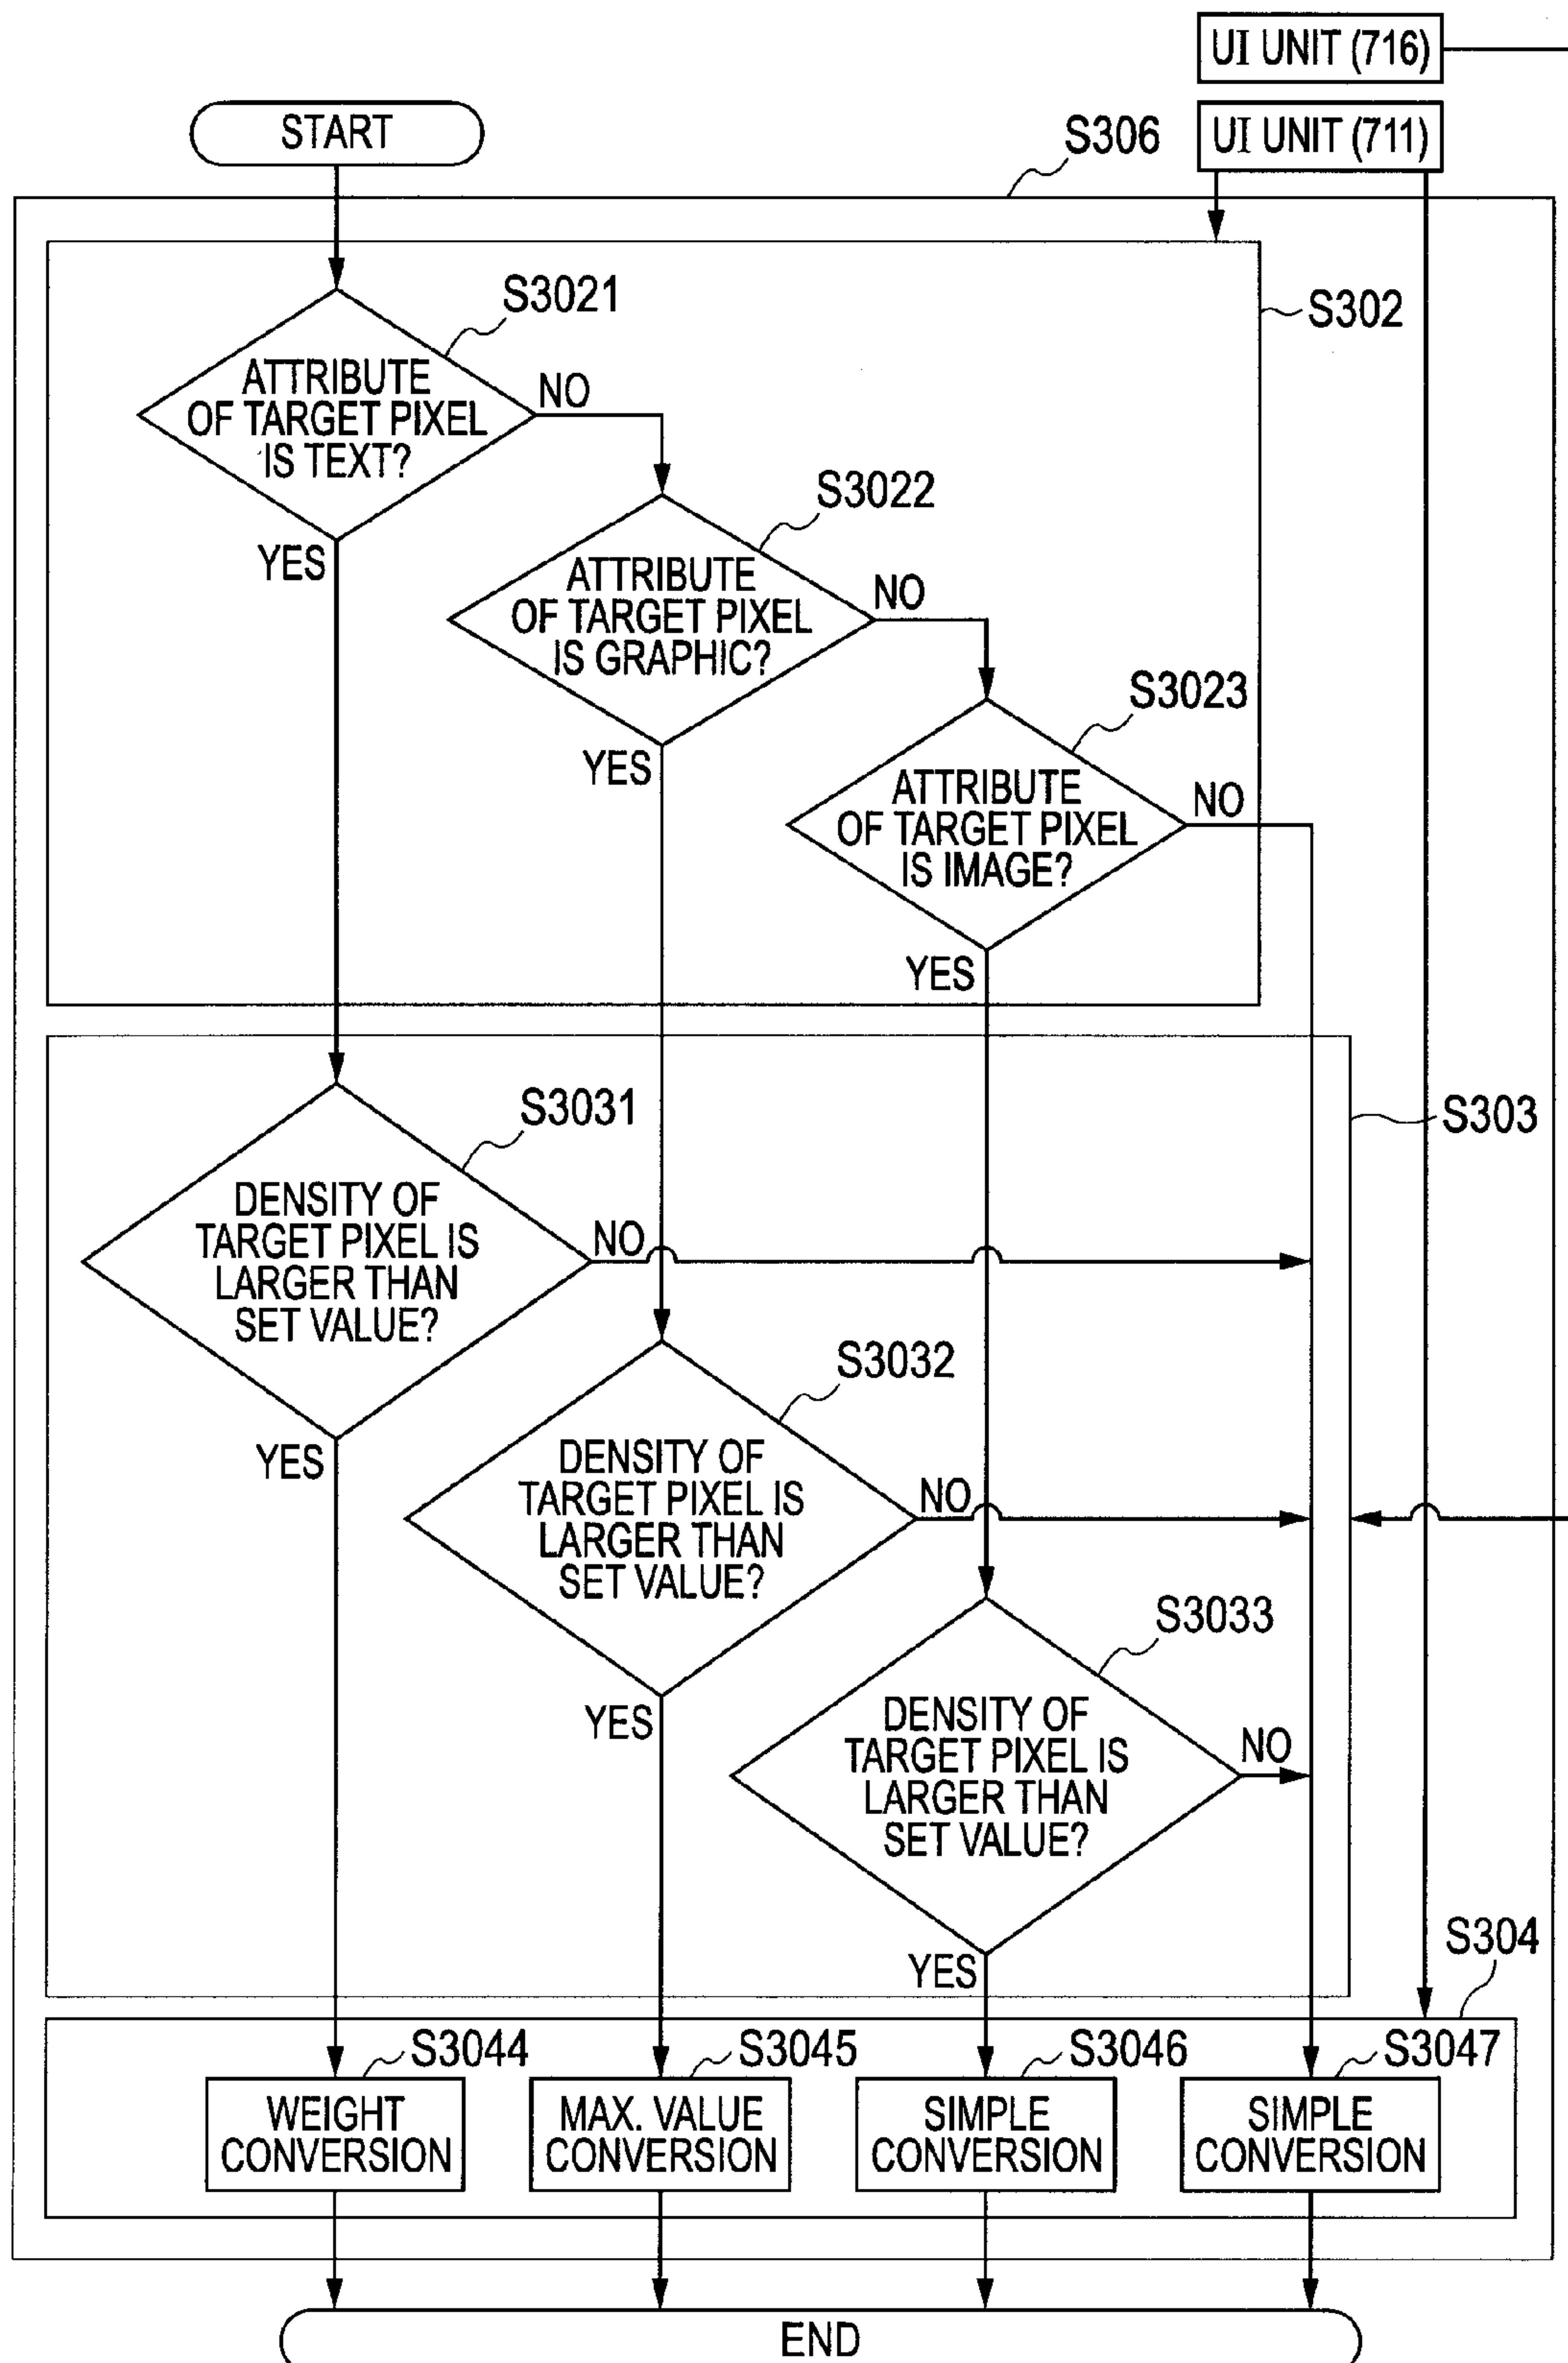 UI UNIT (716)
START
S306
UI UNIT (711)
S3021
S302
ATTRIBUTE
OF TARGET PIXEL
IS TEXT?
NO
YES
S3022
ATTRIBUTE
OF TARGET PIXEL
IS GRAPHIC?
NO
YES
S3023
ATTRIBUTE
OF TARGET PIXEL
IS IMAGE?
NO
YES
S3031
S303
DENSITY OF
TARGET PIXEL IS
LARGER THAN
SET VALUE?
NO
YES
S3032
DENSITY OF
TARGET PIXEL IS
LARGER THAN
SET VALUE?
NO
YES
S3033
DENSITY OF
TARGET PIXEL IS
LARGER THAN
SET VALUE?
NO
YES
S304
S3044
WEIGHT
CONVERSION
S3045
MAX. VALUE
CONVERSION
S3046
SIMPLE
CONVERSION
S3047
SIMPLE
CONVERSION
END